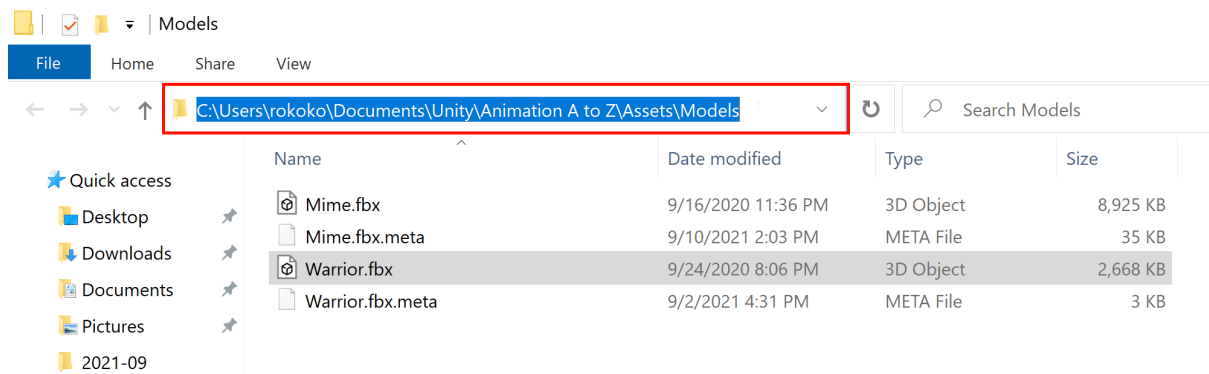 Models
File Home Share View
C:\Users\rokoko\Documents\Unity\Animation A to Z\Assets\Models Search Models
Name Date modified Type Size
Quick access
Desktop
Downloads
Documents
Pictures
2021-09
Mime.fbx 9/16/2020 11:36 PM 3D Object 8,925 KB
Mime.fbx.meta 9/10/2021 2:03 PM META File 35 KB
Warrior.fbx 9/24/2020 8:06 PM 3D Object 2,668 KB
Warrior.fbx.meta 9/2/2021 4:31 PM META File 3 KB